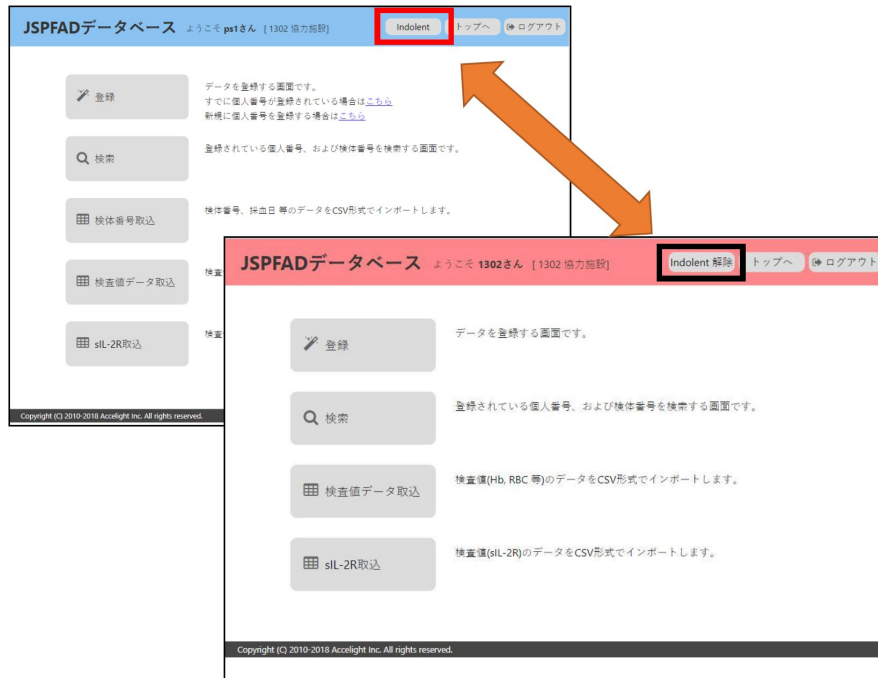 JSPFADデータベース ようこそ ps1さん [1302 協力施設] Indolent トップへ ログアウト
登録
データを登録する画面です。
すでに個人番号が登録されている場合はこちら
新規に個人番号を登録する場合はこちら
検索
登録されている個人番号、および検体番号を検索する画面です。
検体番号取込
検体番号、採血日 等のデータをCSV形式でインポートします。
検査値データ取込
検査
sIL-2R取込
検査
Copyright (C) 2010-2018 Accelight Inc. All rights reserved.
JSPFADデータベース ようこそ 1302さん [1302 協力施設] Indolent 解除 トップへ ログアウト
登録
データを登録する画面です。
検索
登録されている個人番号、および検体番号を検索する画面です。
検査値データ取込
検査値(Hb, RBC 等)のデータをCSV形式でインポートします。
sIL-2R取込
検査値(sIL-2R)のデータをCSV形式でインポートします。
Copyright (C) 2010-2018 Accelight Inc. All rights reserved.